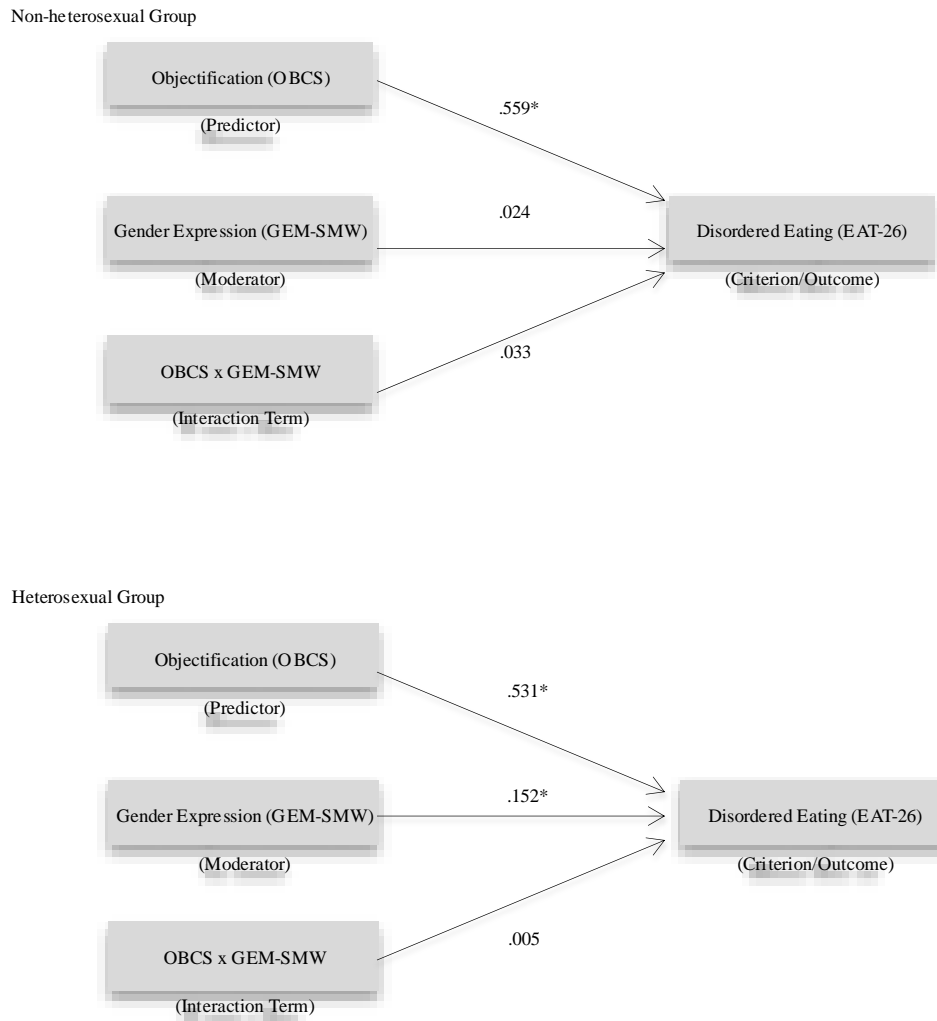 Non-heterosexual Group
Objectification (OBCS)
(Predictor)
.559*
Gender Expression (GEM-SMW)
(Moderator)
.024
Disordered Eating (EAT-26)
(Criterion/Outcome)
OBCS x GEM-SMW
(Interaction Term)
.033
Heterosexual Group
Objectification (OBCS)
(Predictor)
.531*
Gender Expression (GEM-SMW)
(Moderator)
.152*
Disordered Eating (EAT-26)
(Criterion/Outcome)
OBCS x GEM-SMW
(Interaction Term)
.005